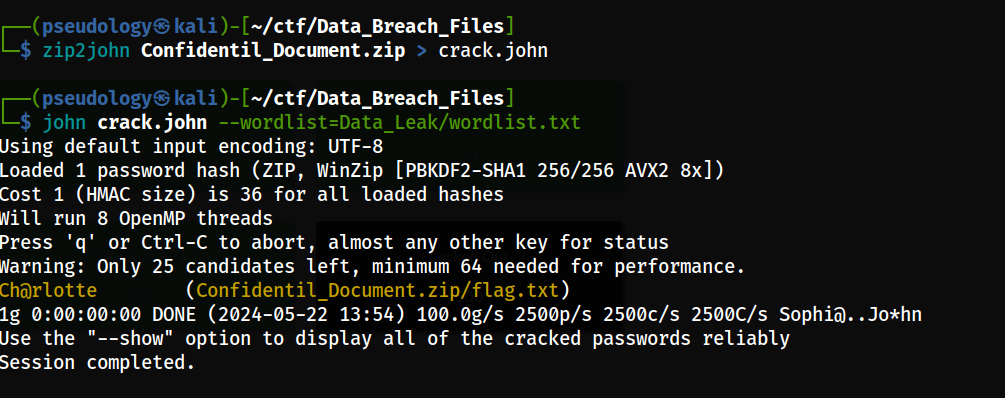 ┌──(pseudology㉿kali)-[~/ctf/Data_Breach_Files]
└─$ zip2john Confidentil_Document.zip > crack.john
┌──(pseudology㉿kali)-[~/ctf/Data_Breach_Files]
└─$ john crack.john --wordlist=Data_Leak/wordlist.txt
Using default input encoding: UTF-8
Loaded 1 password hash (ZIP, WinZip [PBKDF2-SHA1 256/256 AVX2 8x])
Cost 1 (HMAC size) is 36 for all loaded hashes
Will run 8 OpenMP threads
Press 'q' or Ctrl-C to abort, almost any other key for status
Warning: Only 25 candidates left, minimum 64 needed for performance.
Ch@rlotte        (Confidentil_Document.zip/flag.txt)
1g 0:00:00:00 DONE (2024-05-22 13:54) 100.0g/s 2500p/s 2500c/s 2500C/s Sophi@..Jo*hn
Use the "--show" option to display all of the cracked passwords reliably
Session completed.